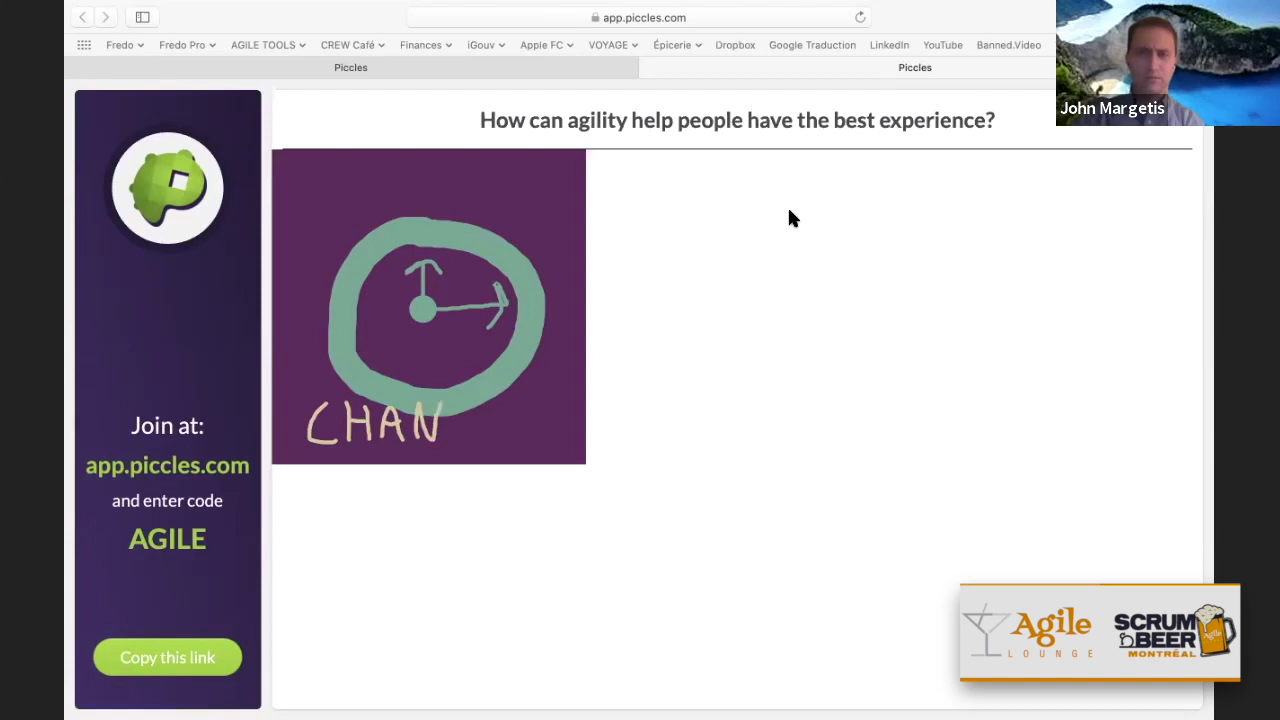 app.piccles.com
Fredo Fredo Pro AGILE TOOLS CREW Café Finances iGouv Apple FC VOYAGE Épicerie Dropbox Google Traduction LinkedIn YouTube Banned.Video
Piccles Piccles
John Margetis
How can agility help people have the best experience?
CHAN
Join at:
app.piccles.com
and enter code
AGILE
Copy this link
Agile
LOUNGE
SCRUM
BEER
MONTRÉAL
Agile